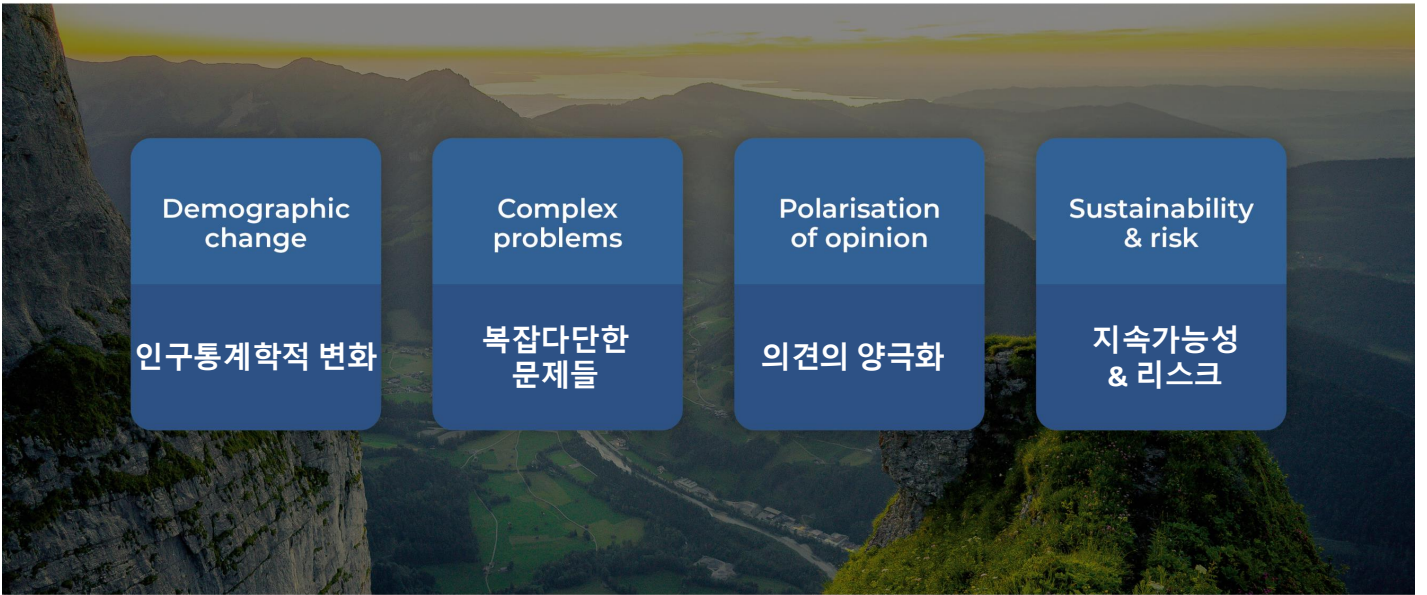 Demographic
change
인구통계학적 변화
Complex
problems
복잡다단한
문제들
Polarisation
of opinion
의견의 양극화
Sustainability
& risk
지속가능성
& 리스크